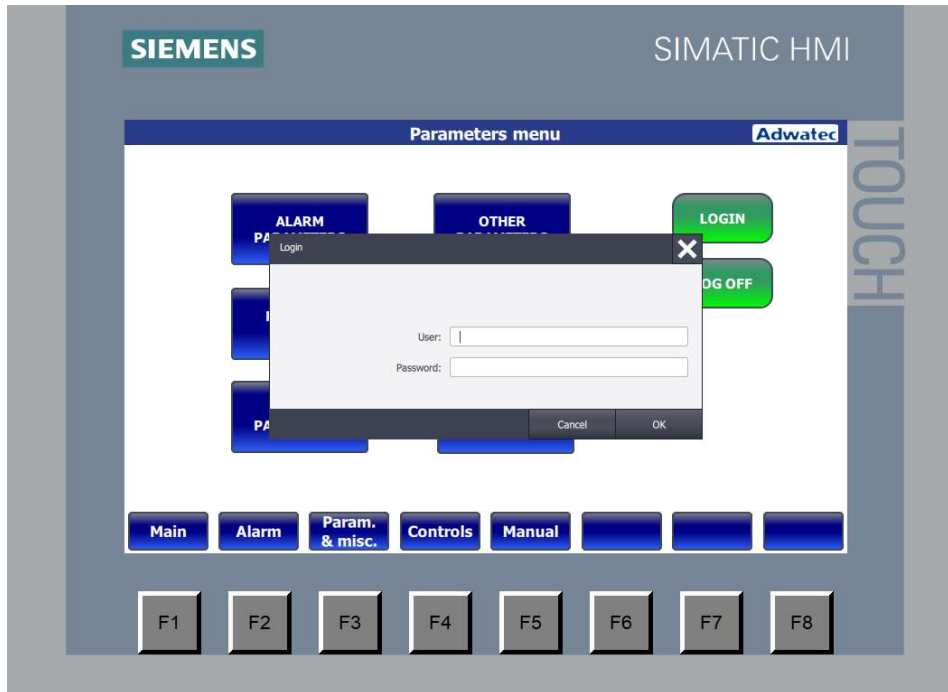 SIEMENS
SIMATIC HMI
TOUCH
Parameters menu
Adwatec
ALARM
OTHER
LOGIN
Login
OG OFF
User:
Password:
PA
Cancel
OK
Main
Alarm
Param.
& misc.
Controls
Manual
F1
F2
F3
F4
F5
F6
F7
F8